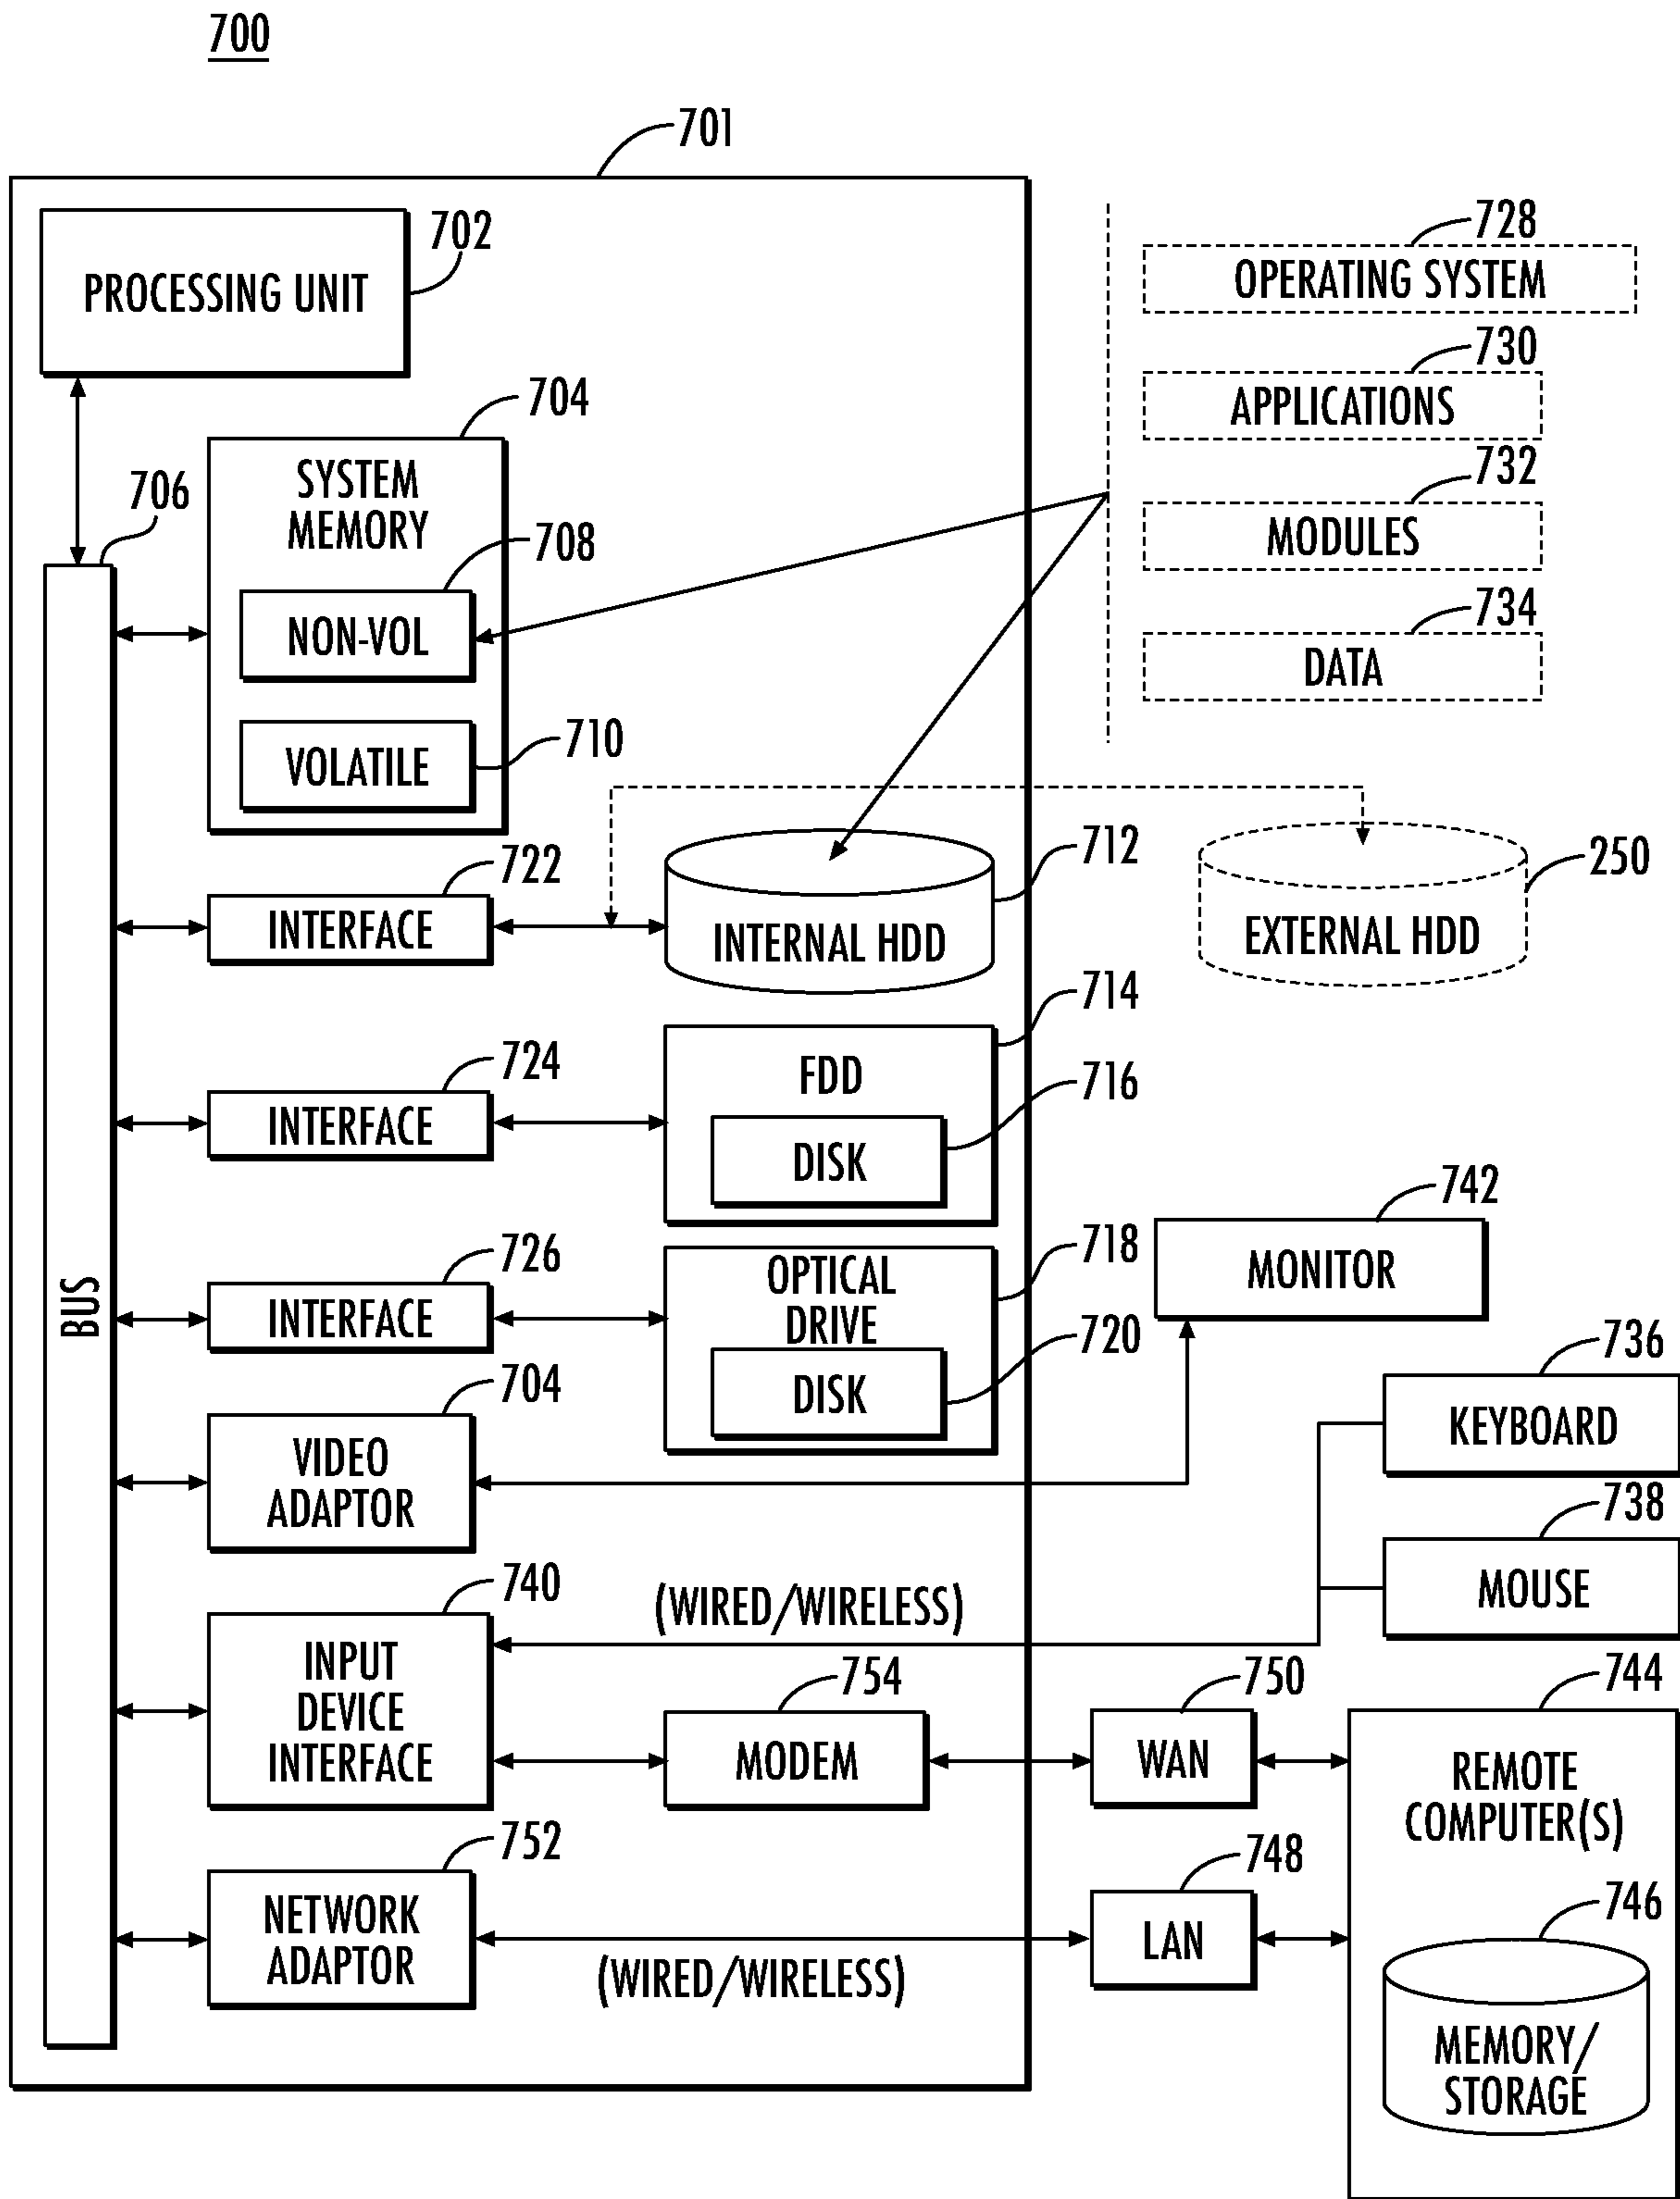 700
701
702
PROCESSING UNIT
728
OPERATING SYSTEM
730
APPLICATIONS
732
MODULES
734
DATA
704
SYSTEM
MEMORY
706
708
NON-VOL
710
VOLATILE
BUS
722
INTERFACE
712
INTERNAL HDD
250
EXTERNAL HDD
724
INTERFACE
714
FDD
716
DISK
726
INTERFACE
718
OPTICAL
DRIVE
720
DISK
742
MONITOR
704
VIDEO
ADAPTOR
736
KEYBOARD
738
MOUSE
740
INPUT
DEVICE
INTERFACE
(WIRED/WIRELESS)
754
MODEM
750
WAN
744
REMOTE
COMPUTER(S)
752
NETWORK
ADAPTOR
(WIRED/WIRELESS)
748
LAN
746
MEMORY/
STORAGE